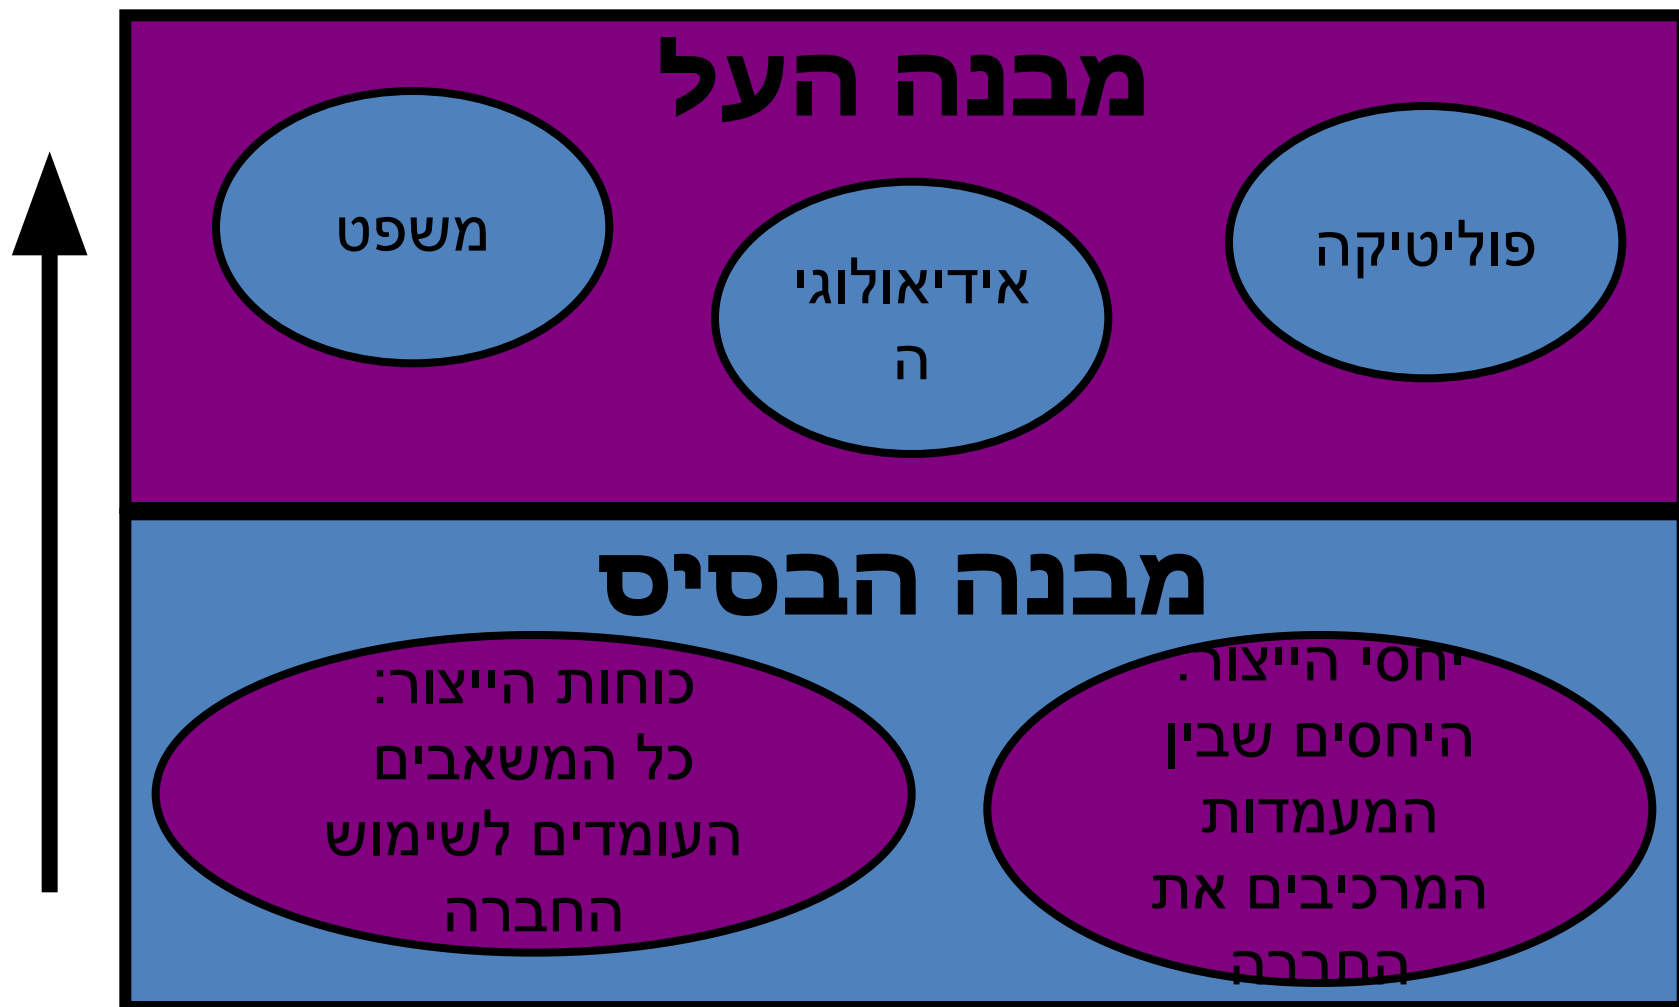 מבנה העל
פוליטיקה
אידיאולוגי
ה
משפט
מבנה הבסיס
יחסי הייצור:
היחסים שבין
המעמדות
המרכיבים את
החברה
כוחות הייצור:
כל המשאבים
העומדים לשימוש
החברה